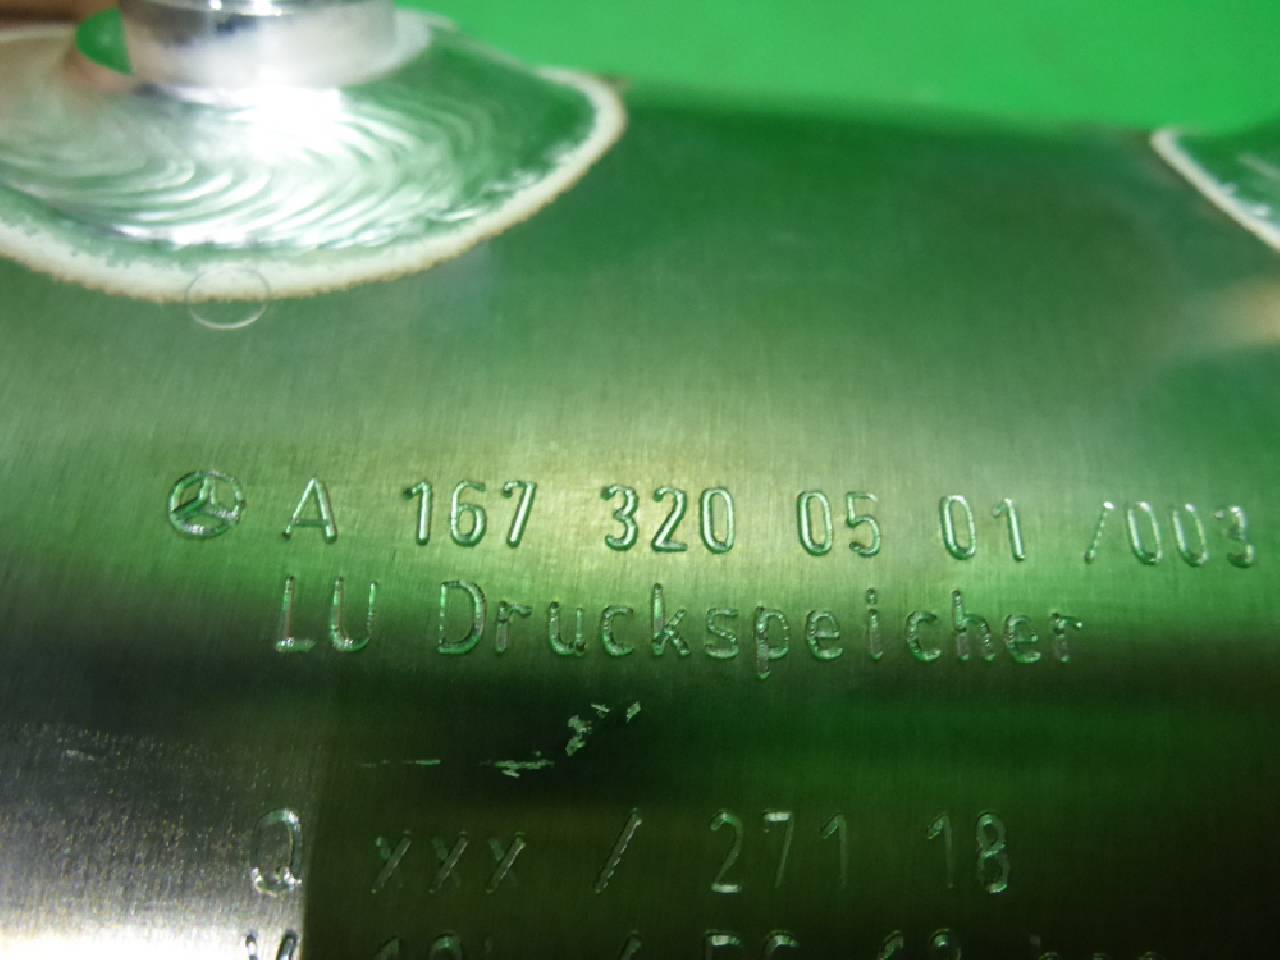 A 167 320 05 01 /003
LU Druckspeicher
Q xxx / 271 18